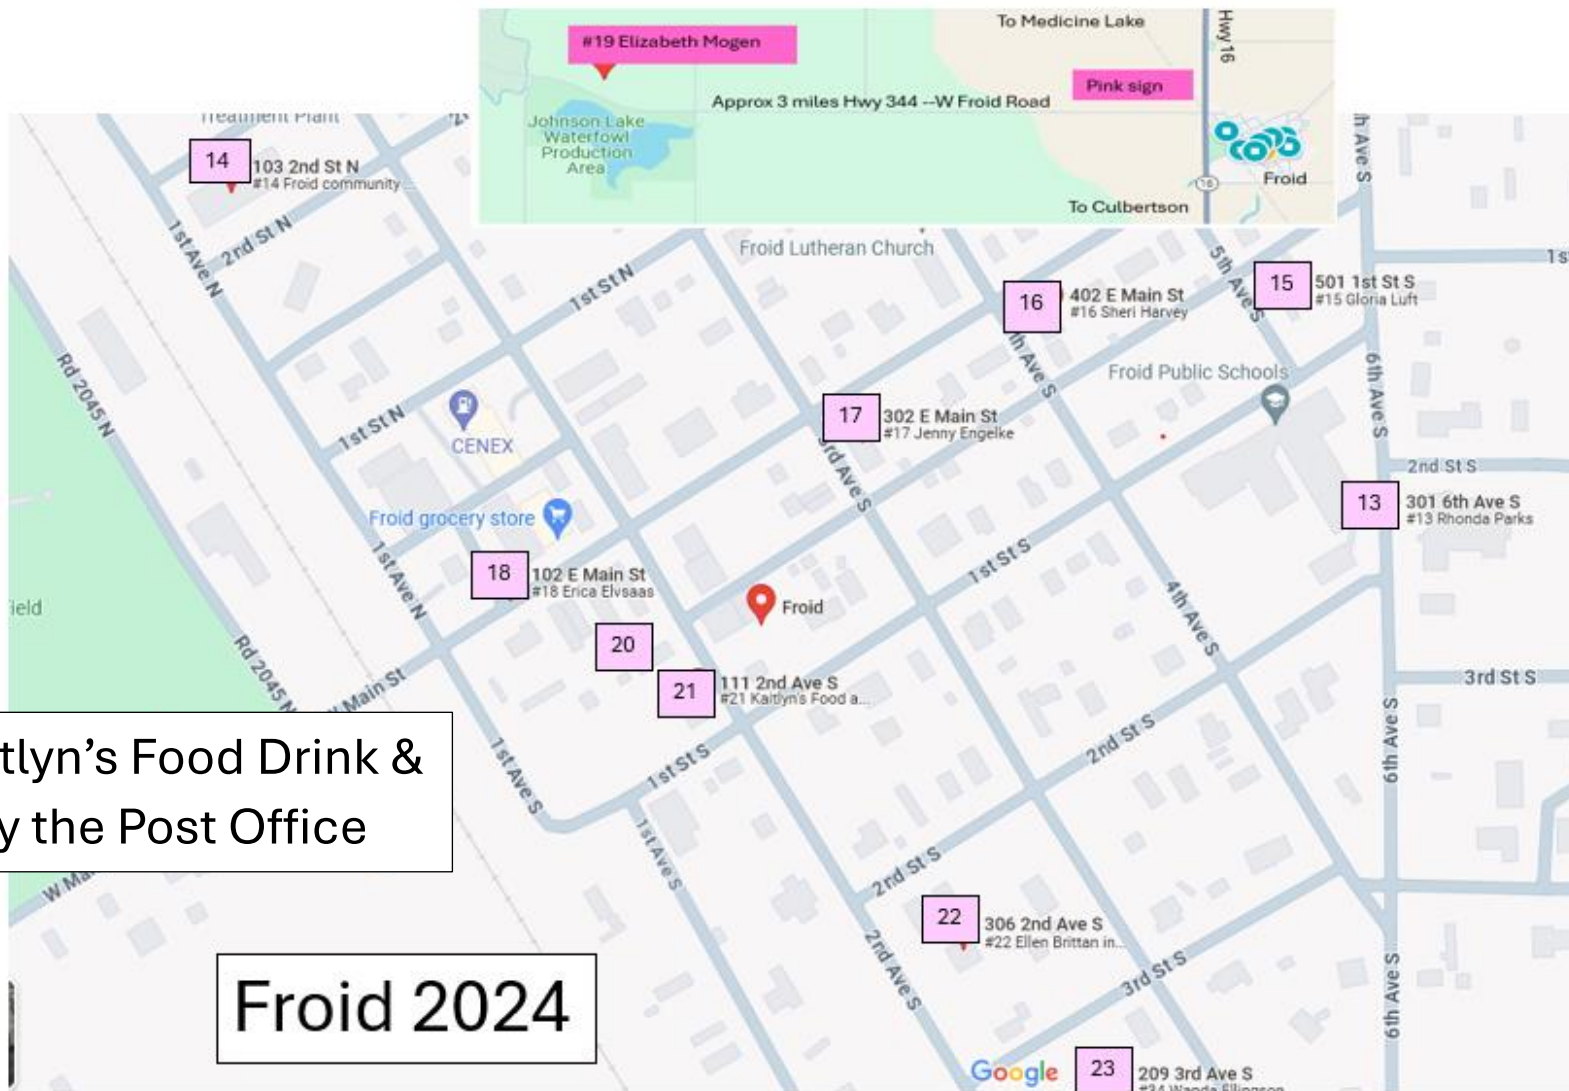 #19 Elizabeth Mogen
To Medicine Lake
Hwy 16
Pink sign
Approx 3 miles Hwy 344 --W Froid Road
Johnson Lake
Waterfowl
Production
Area
16
Froid
To Culbertson
Treatment Plant
14
103 2nd St N
#14 Froid community...
2nd St N
1st Ave N
Froid Lutheran Church
1st St N
5th Ave S
15
501 1st St S
#15 Gloria Luft
16
402 E Main St
#16 Sheri Harvey
h Ave S
Rd 2045 N
Froid Public Schools
6th Ave S
17
302 E Main St
#17 Jenny Engelke
1st St N
CENEX
3rd Ave S
2nd St S
13
301 6th Ave S
#13 Rhonda Parks
Froid grocery store
18
102 E Main St
#18 Erica Elvsaas
1st Ave N
1st St S
4th Ave S
Froid
20
21
111 2nd Ave S
#21 Kaitlyn's Food a...
ield
Rd 2045 N
Main St
3rd St S
6th Ave S
2nd St S
1st Ave S
1st St S
tlyn’s Food Drink &
y the Post Office
1st Ave S
2nd St S
22
306 2nd Ave S
#22 Ellen Brittan in...
2nd Ave S
3rd St S
6th Ave S
Froid 2024
Google
23
209 3rd Ave S